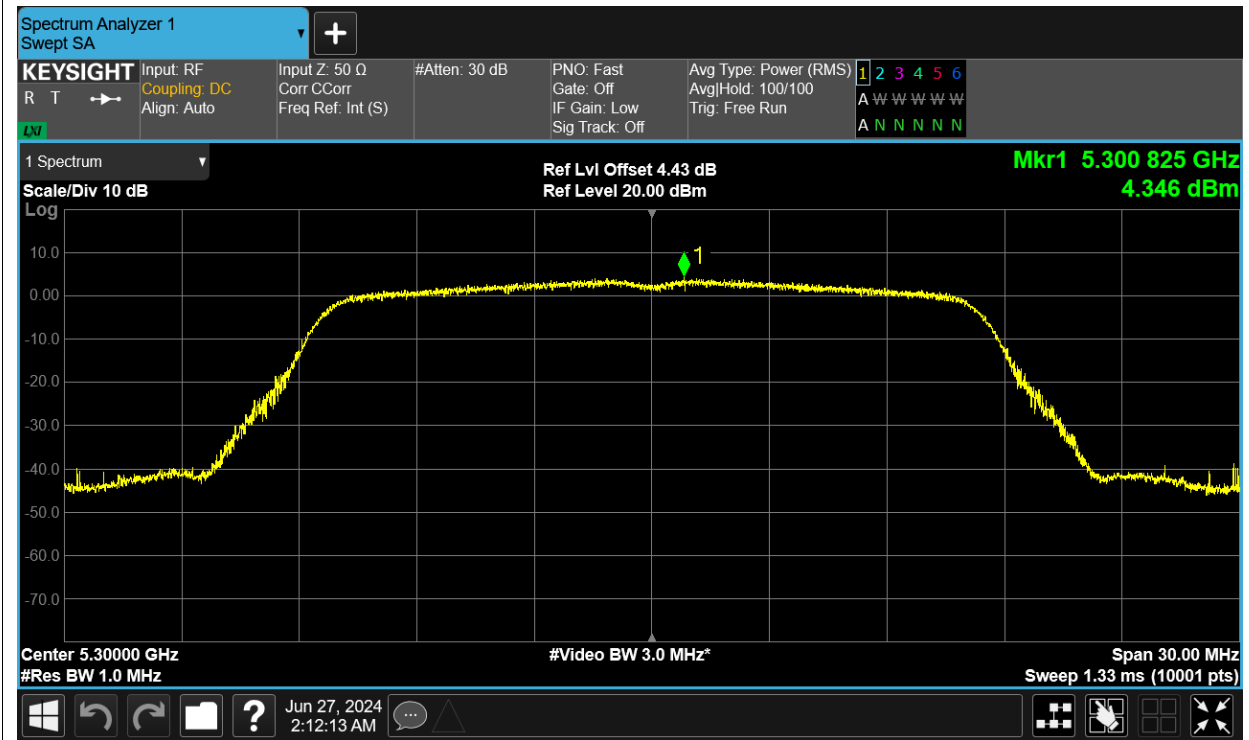 Spectrum Analyzer 1
Swept SA
KEYSIGHT
R T
LXI
Input: RF
Coupling: DC
Align: Auto
Input Z: 50 Ω
Corr CCorr
Freq Ref: Int (S)
#Atten: 30 dB
PNO: Fast
Gate: Off
IF Gain: Low
Sig Track: Off
Avg Type: Power (RMS)
Avg|Hold: 100/100
Trig: Free Run
1 2 3 4 5 6
A W W W W W
A N N N N N
1 Spectrum
Scale/Div 10 dB
Log
Ref Lvl Offset 4.43 dB
Ref Level 20.00 dBm
Mkr1 5.300 825 GHz
4.346 dBm
1
10.0
0.00
-10.0
-20.0
-30.0
-40.0
-50.0
-60.0
-70.0
Center 5.30000 GHz
#Res BW 1.0 MHz
#Video BW 3.0 MHz*
Span 30.00 MHz
Sweep 1.33 ms (10001 pts)
?
Jun 27, 2024
2:12:13 AM